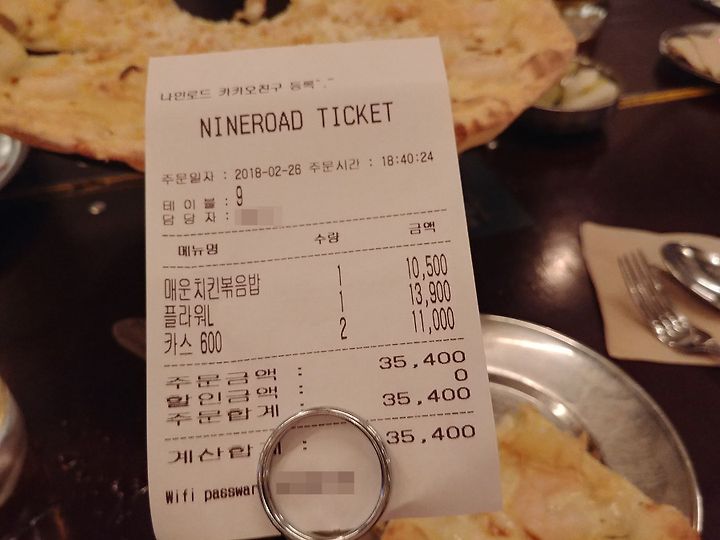 나인로드 카카오친구 등록^.^
NINEROAD TICKET
주문일자 : 2018-02-26 주문시간 : 18:40:24
테 이 블 : 9
담 당 자 :
메뉴명 수량 금액
매운치킨볶음밥 1 10,500
플라워L 1 13,900
카스 600 2 11,000
주문금액 : 35,400
할인금액 : 0
주문합계 : 35,400
계산합계 : 35,400
Wifi passwar